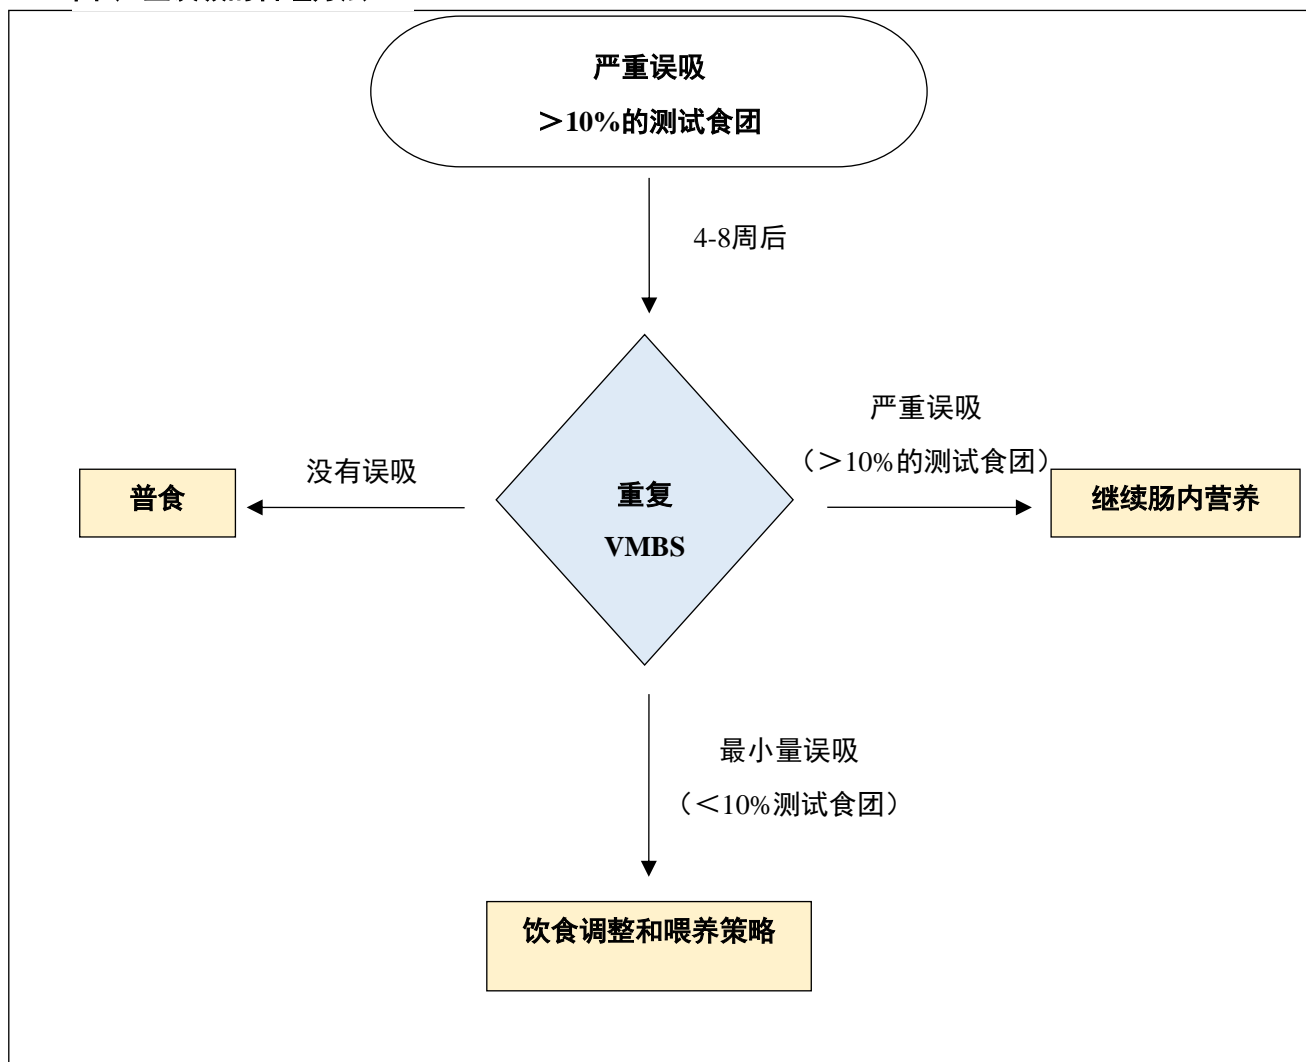 严重误吸
＞10%的测试食团
4-8周后
严重误吸
（＞10%的测试食团）
没有误吸
普食
重复
VMBS
继续肠内营养
最小量误吸
（＜10%测试食团）
饮食调整和喂养策略